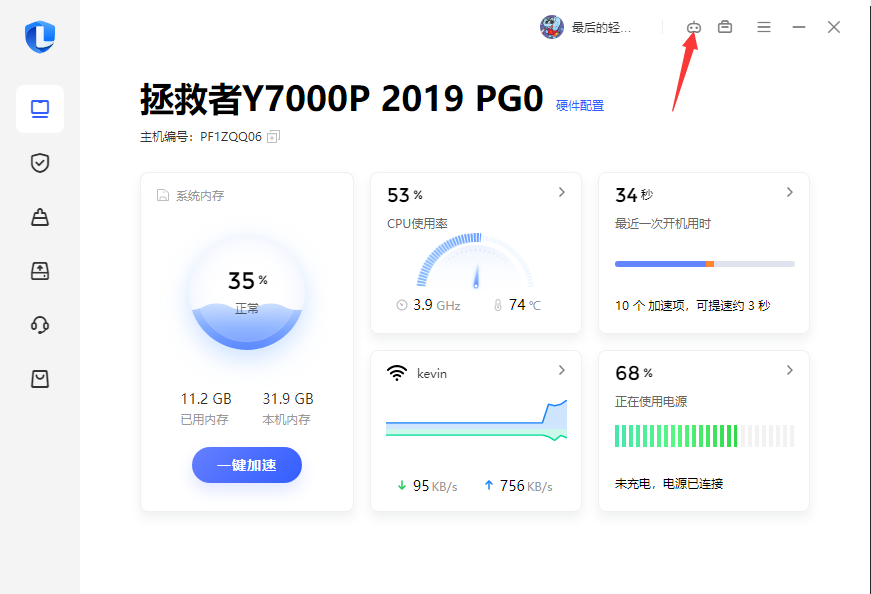 最后的轻...
拯救者Y7000P 2019 PG0 硬件配置
主机编号: PF1ZQQ06
系统内存
35 %
正常
11.2 GB 31.9 GB
已用内存 本机内存
一键加速
53 %
CPU使用率
3.9 GHz 74 ℃
34 秒
最近一次开机用时
10 个 加速项，可提速约 3 秒
kevin
95 KB/s 756 KB/s
68 %
正在使用电源
未充电，电源已连接